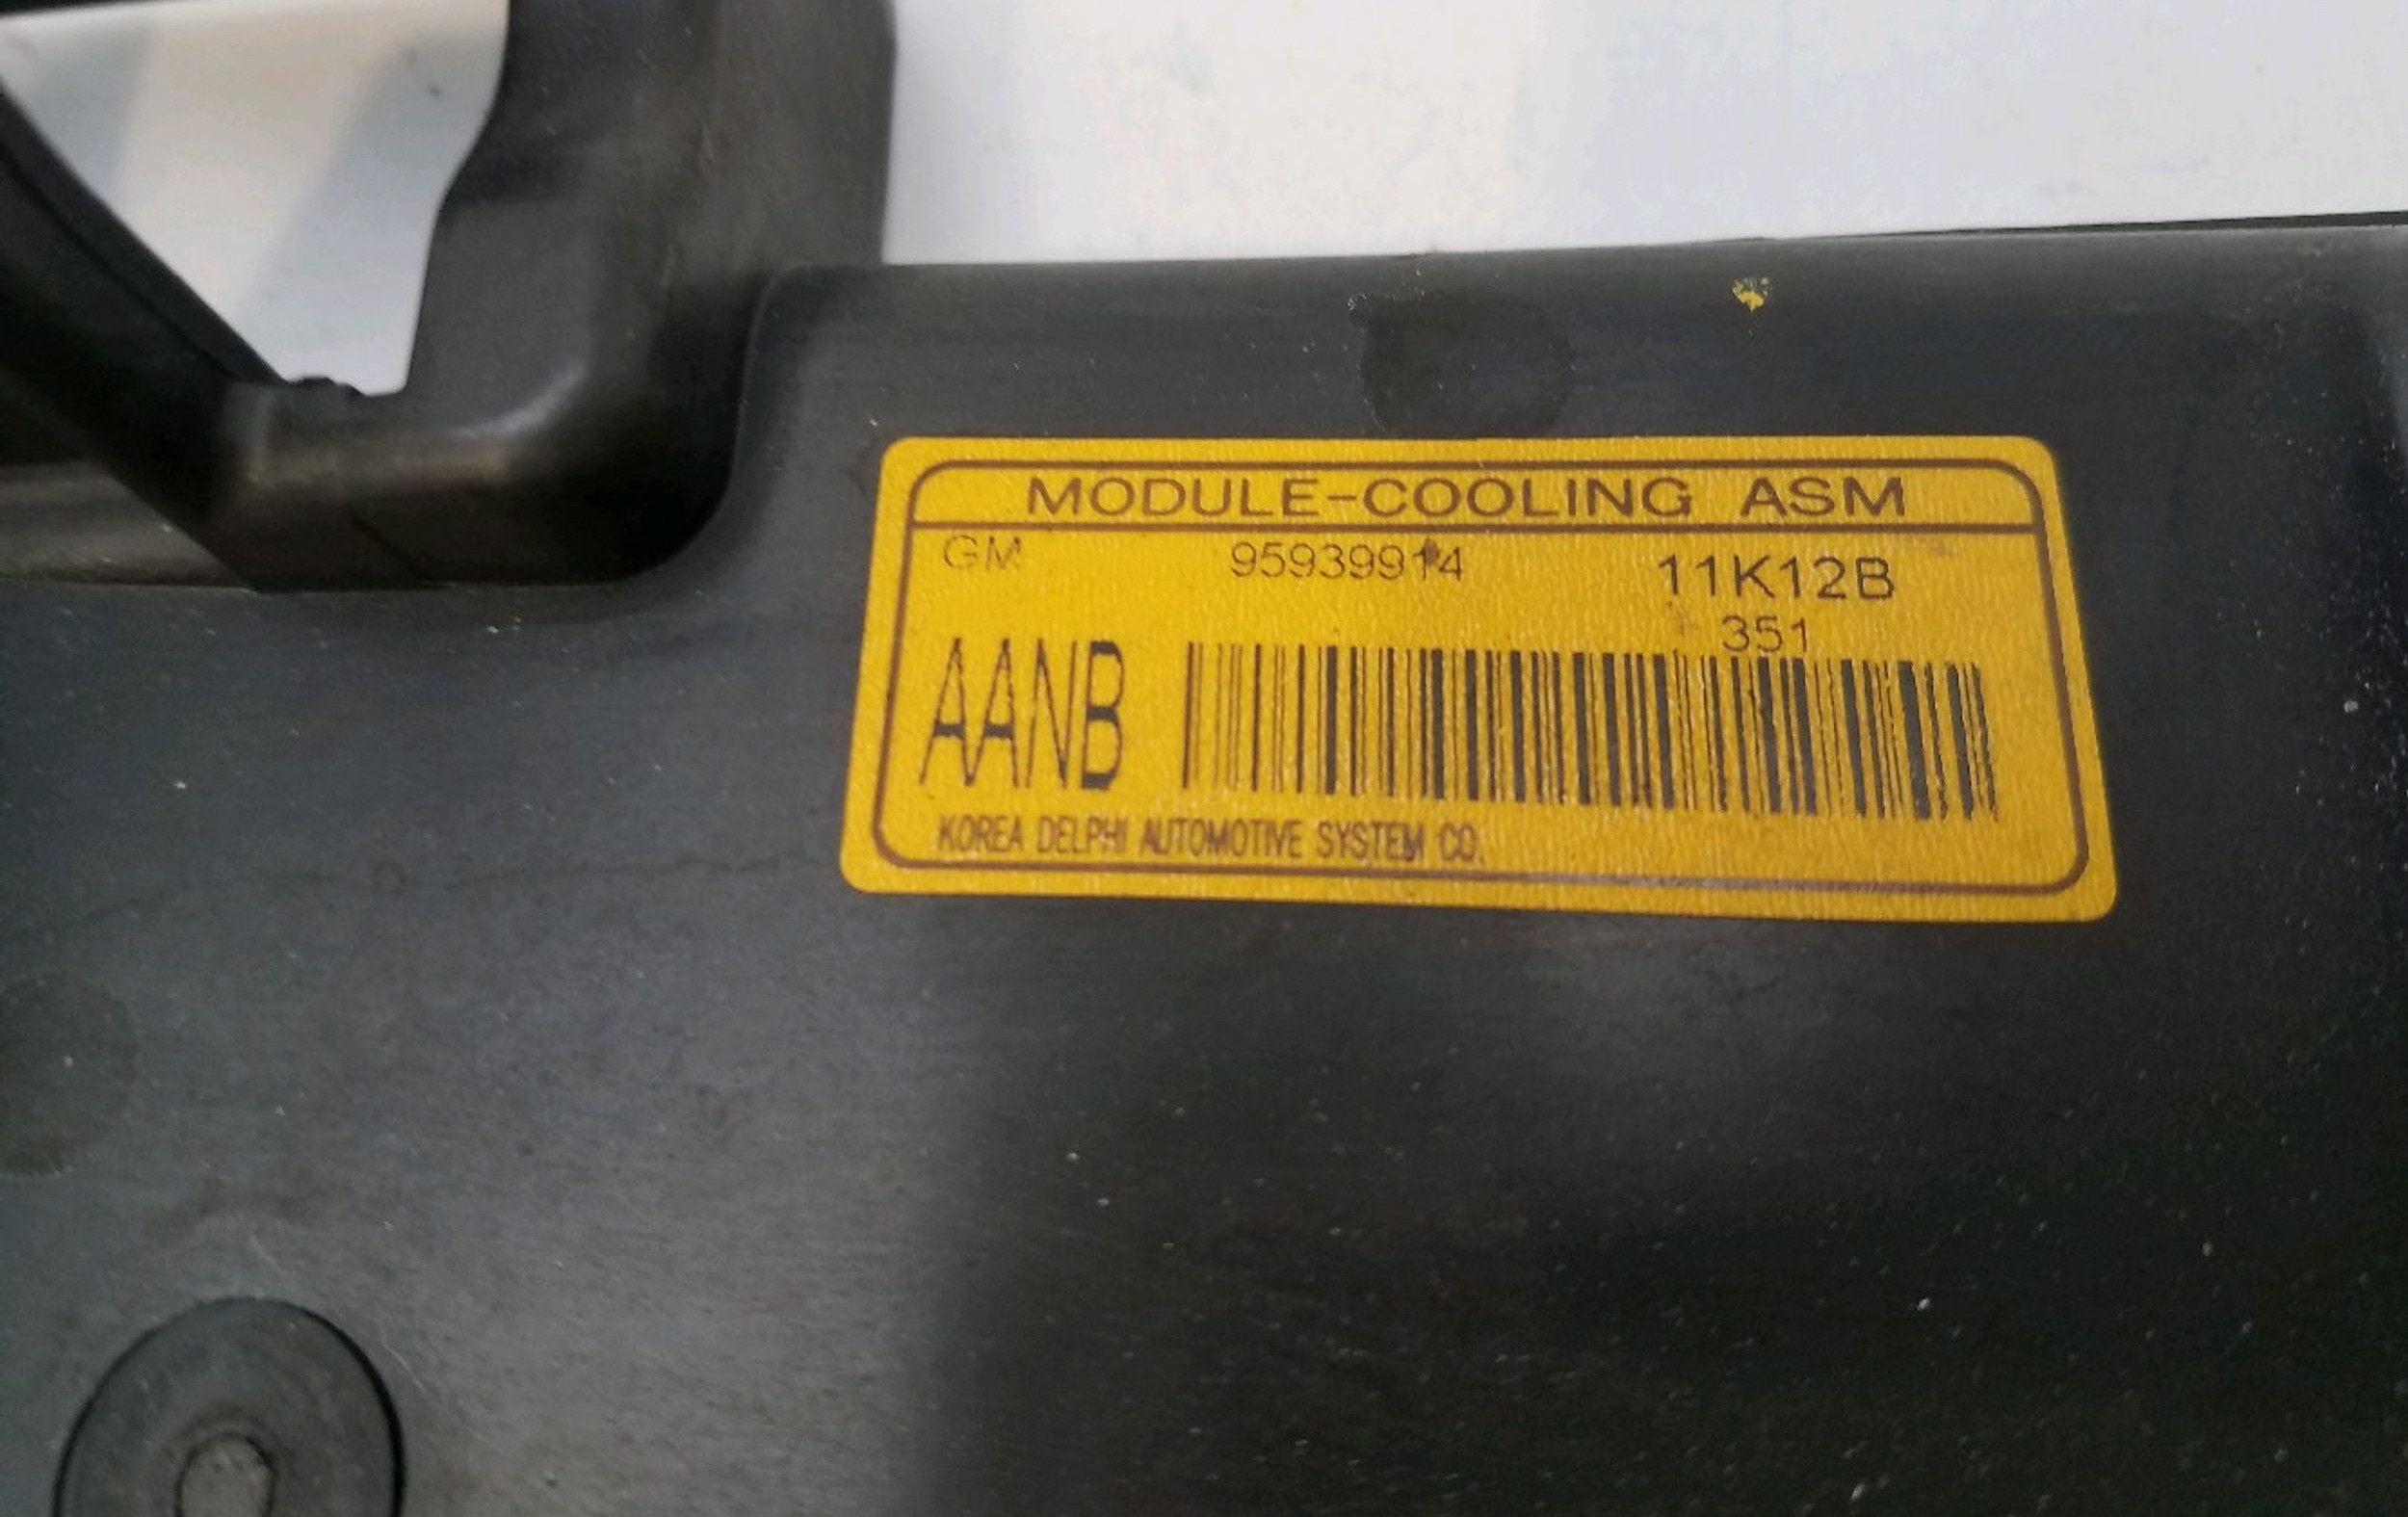 MODULE-COOLING ASM
GM 95939914 11K12B
351
AANB
KOREA DELPHI AUTOMOTIVE SYSTEM CO.